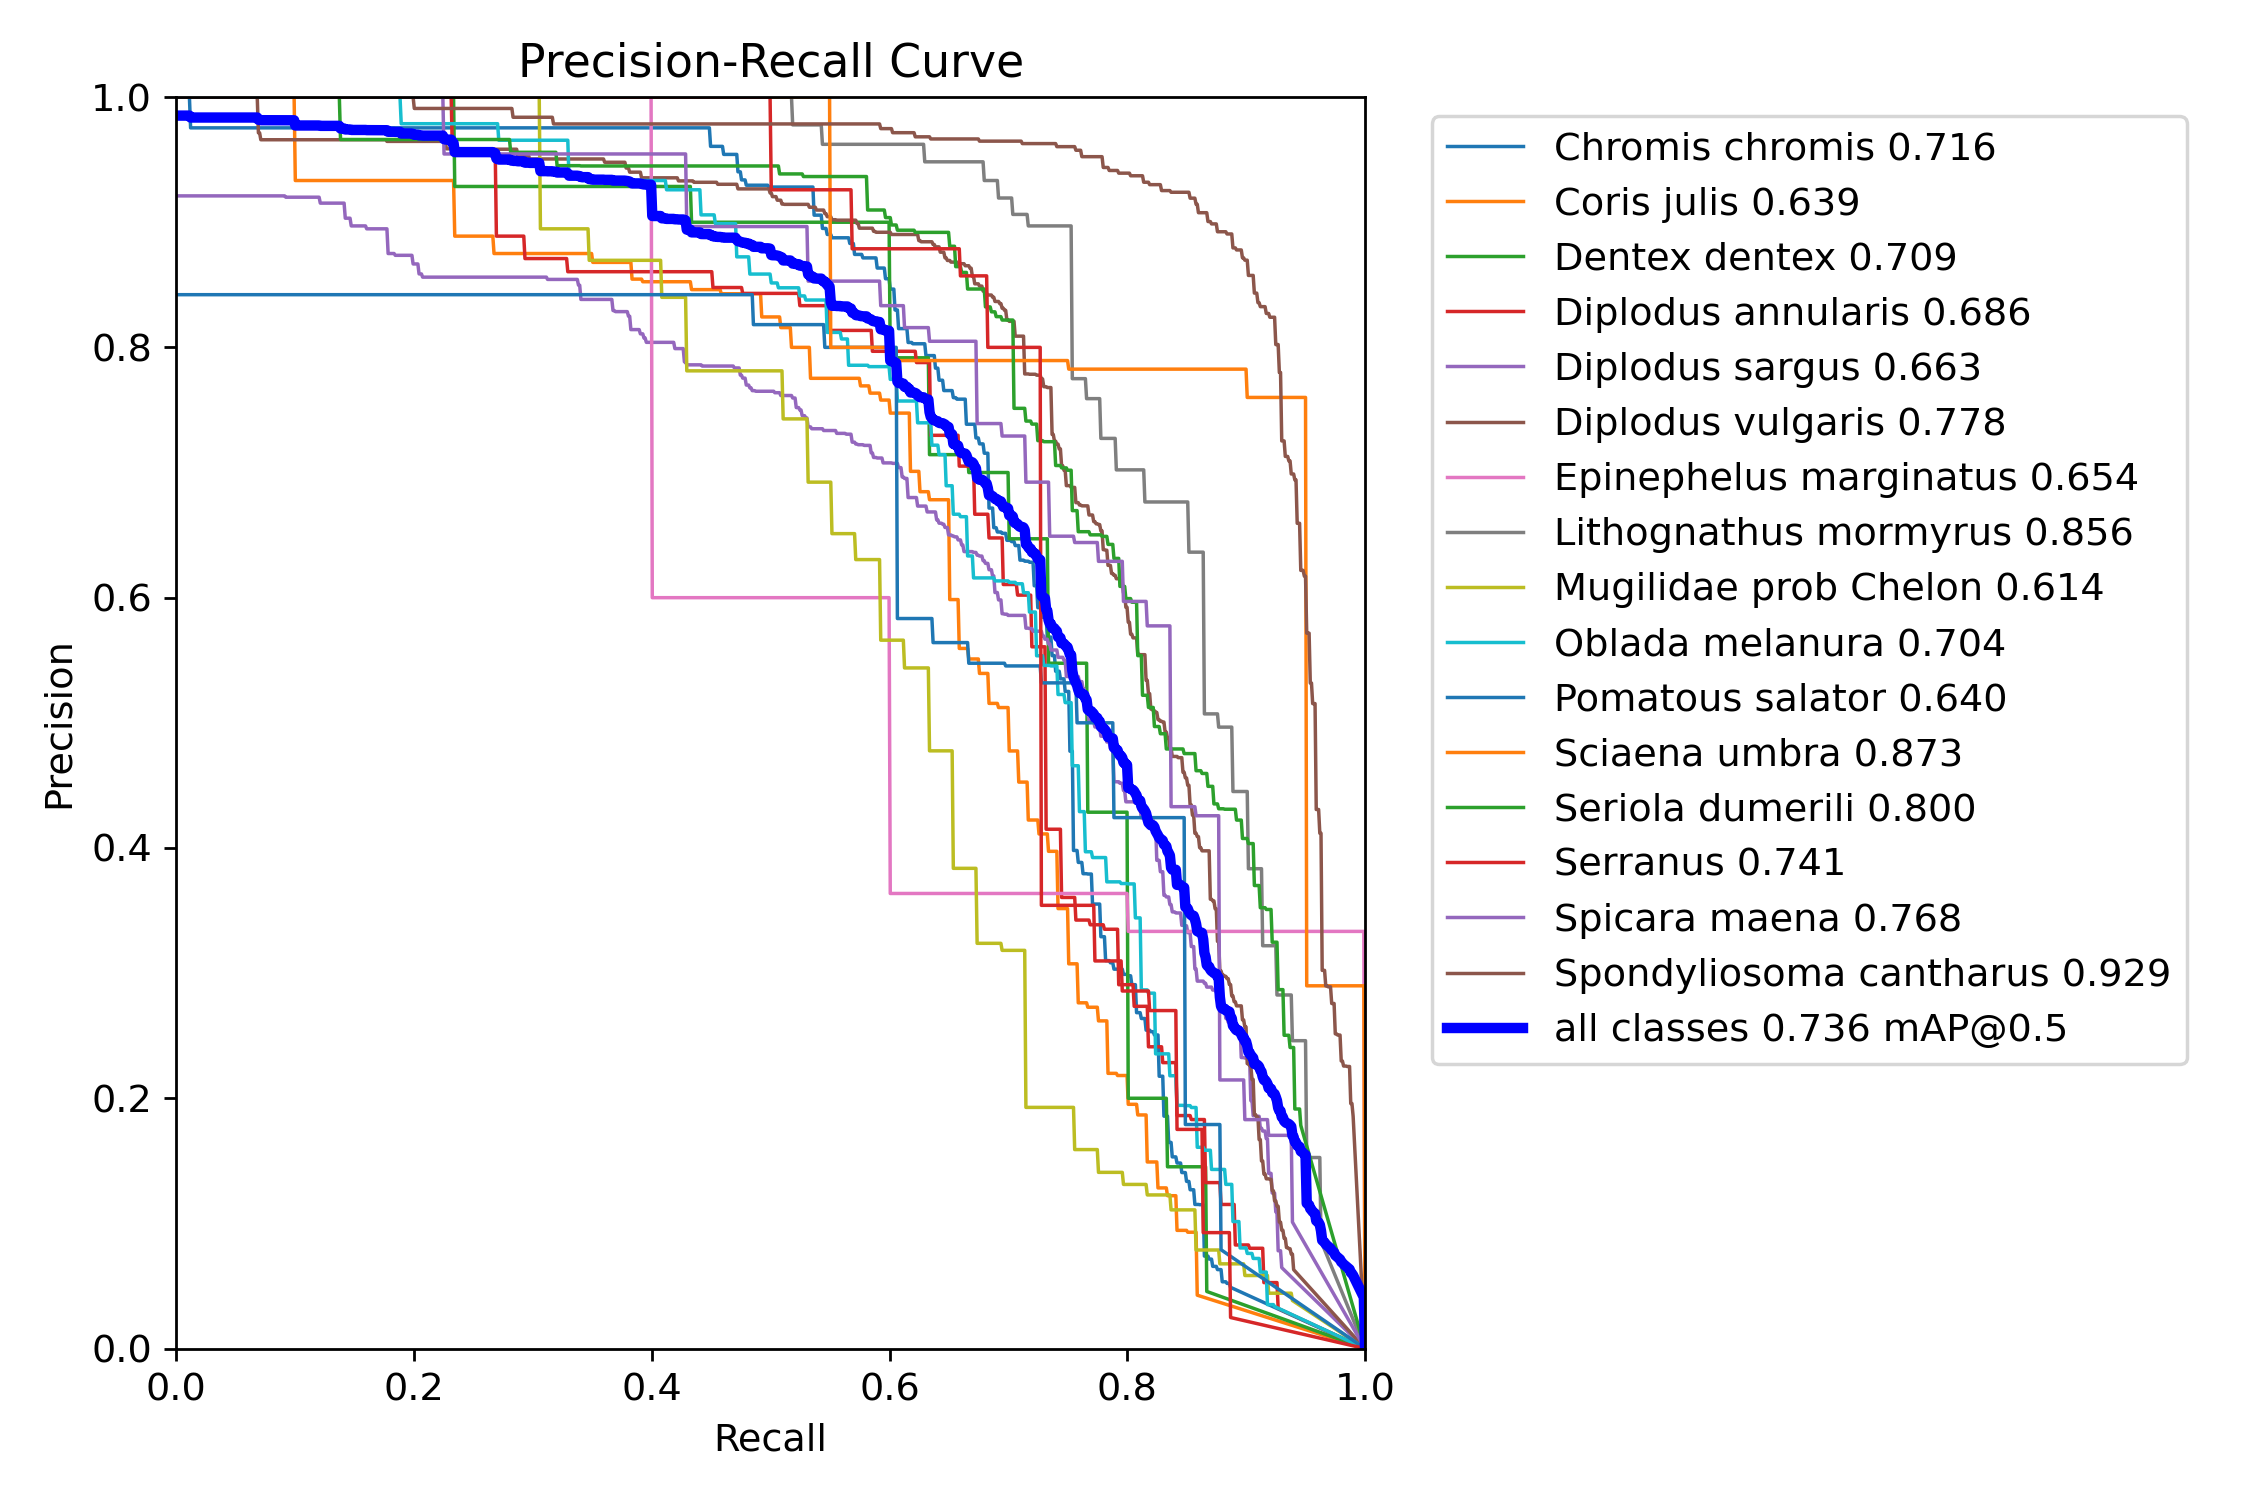 Precision-Recall Curve
1.0
0.8
0.6
0.4
0.2
0.0
Precision
0.0 0.2 0.4 0.6 0.8 1.0
Recall
Chromis chromis 0.716
Coris julis 0.639
Dentex dentex 0.709
Diplodus annularis 0.686
Diplodus sargus 0.663
Diplodus vulgaris 0.778
Epinephelus marginatus 0.654
Lithognathus mormyrus 0.856
Mugilidae prob Chelon 0.614
Oblada melanura 0.704
Pomatous salator 0.640
Sciaena umbra 0.873
Seriola dumerili 0.800
Serranus 0.741
Spicara maena 0.768
Spondyliosoma cantharus 0.929
all classes 0.736 mAP@0.5